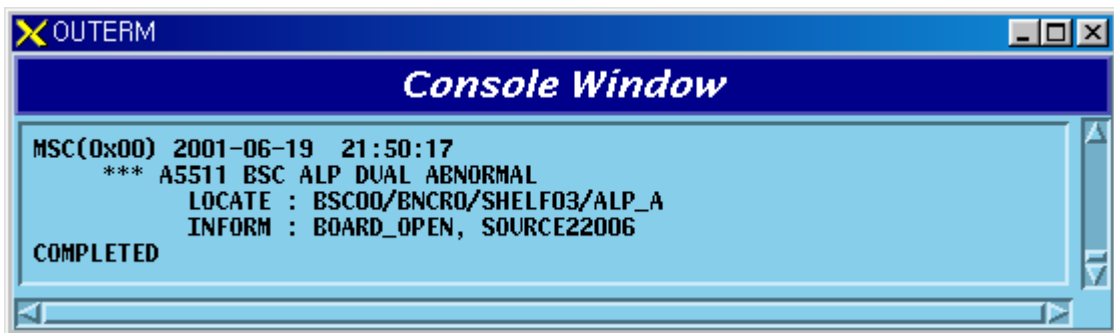 OUTERM
Console Window
MSC(0x00) 2001-06-19 21:50:17
*** A5511 BSC ALP DUAL ABNORMAL
LOCATE : BSC00/BNCR0/SHELF03/ALP_A
INFORM : BOARD_OPEN, SOURCE22006
COMPLETED